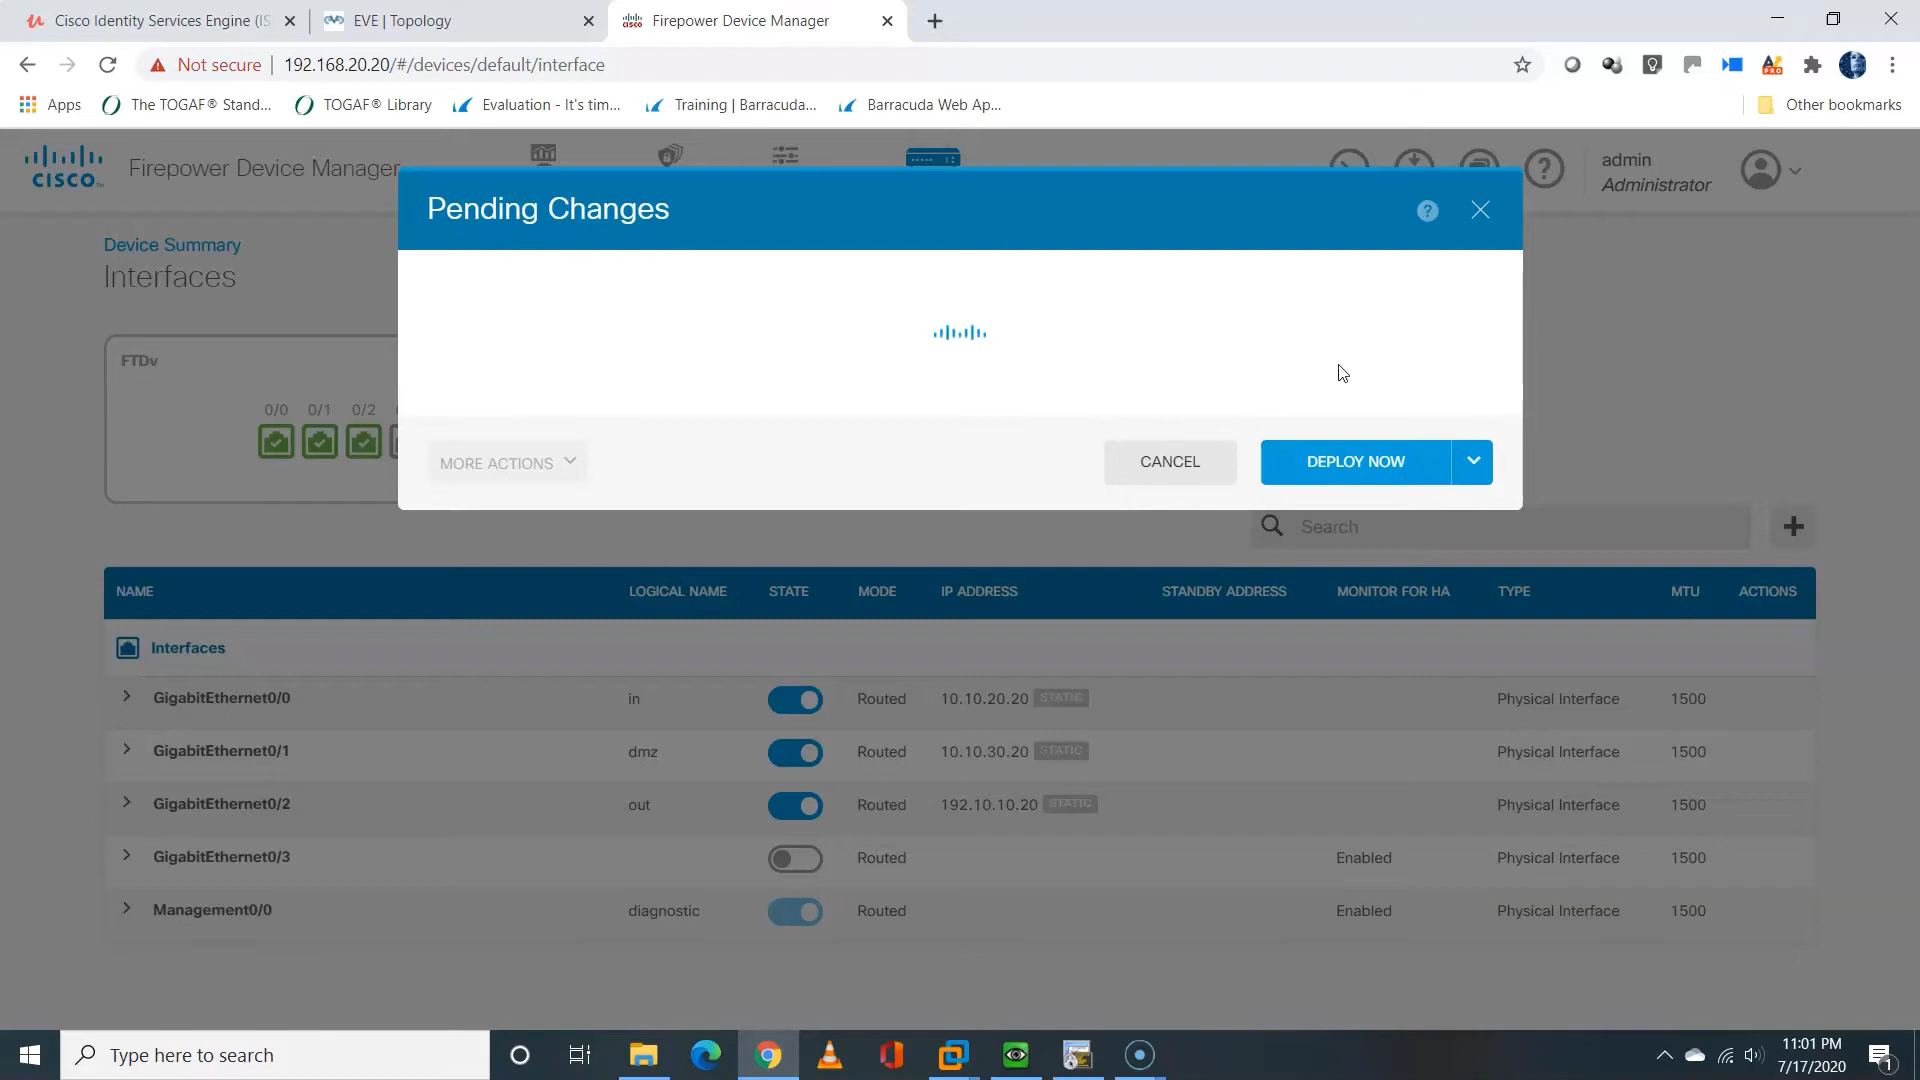 Cisco Identity Services Engine (IS
EVE | Topology
Firepower Device Manager
Not secure
192.168.20.20/#/devices/default/interface
Apps
The TOGAF® Stand...
TOGAF® Library
Evaluation - It's tim...
Training | Barracuda...
Barracuda Web Ap...
Other bookmarks
CISCO
Firepower Device Manager
admin
Administrator
Pending Changes
Device Summary
Interfaces
FTDv
0/0 0/1 0/2
MORE ACTIONS
CANCEL
DEPLOY NOW
Search
NAME LOGICAL NAME STATE MODE IP ADDRESS STANDBY ADDRESS MONITOR FOR HA TYPE MTU ACTIONS
Interfaces
GigabitEthernet0/0 in Routed 10.10.20.20 STATIC Physical Interface 1500
GigabitEthernet0/1 dmz Routed 10.10.30.20 STATIC Physical Interface 1500
GigabitEthernet0/2 out Routed 192.10.10.20 STATIC Physical Interface 1500
GigabitEthernet0/3 Routed Enabled Physical Interface 1500
Management0/0 diagnostic Routed Enabled Physical Interface 1500
Type here to search
11:01 PM
7/17/2020
1